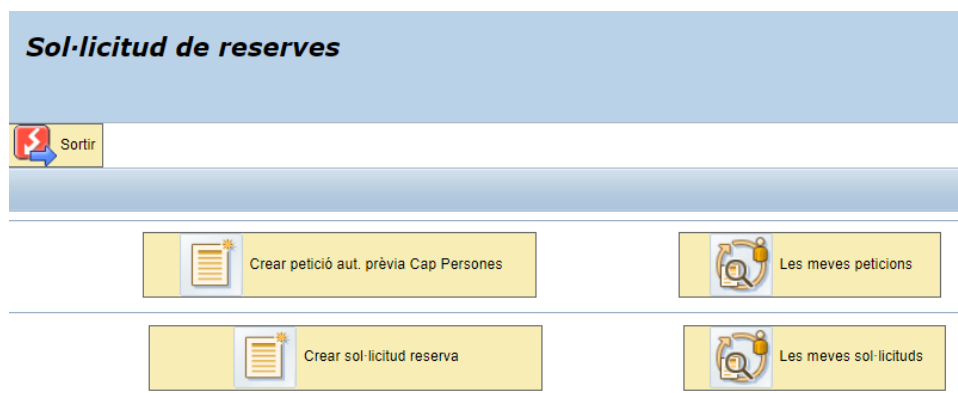 Sol·licitud de reserves
Sortir
Crear petició aut. prèvia Cap Persones
Les meves peticions
Crear sol·licitud reserva
Les meves sol·licituds